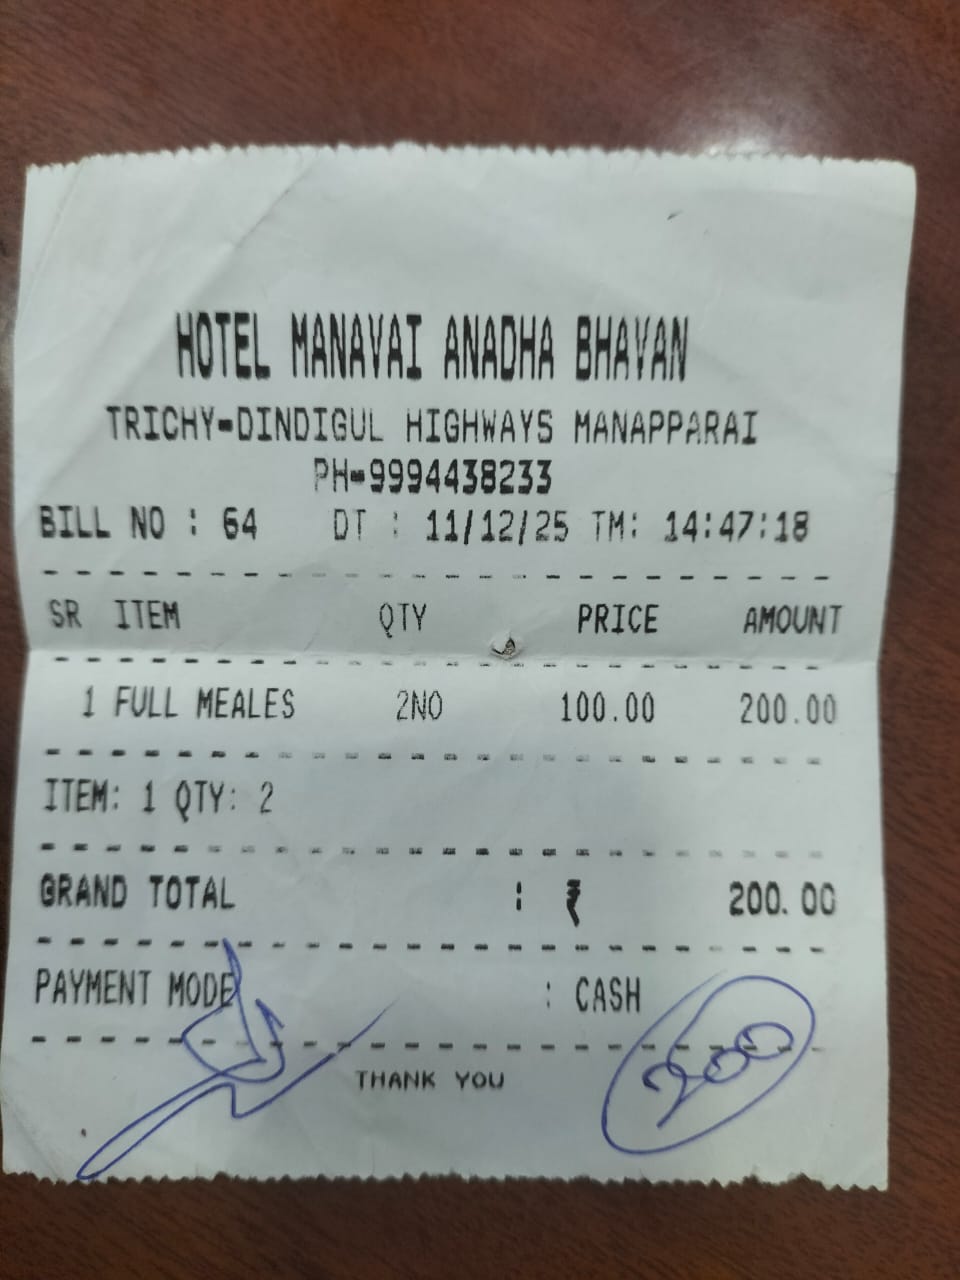 HOTEL MANAVAI ANADHA BHAVAN
TRICHY-DINDIGUL HIGHWAYS MANAPPARAI
PH-9994438233
BILL NO : 64 DT : 11/12/25 TM: 14:47:18
SR ITEM QTY PRICE AMOUNT
1 FULL MEALES 2NO 100.00 200.00
ITEM: 1 QTY: 2
GRAND TOTAL : ₹ 200.00
PAYMENT MODE : CASH
THANK YOU
200